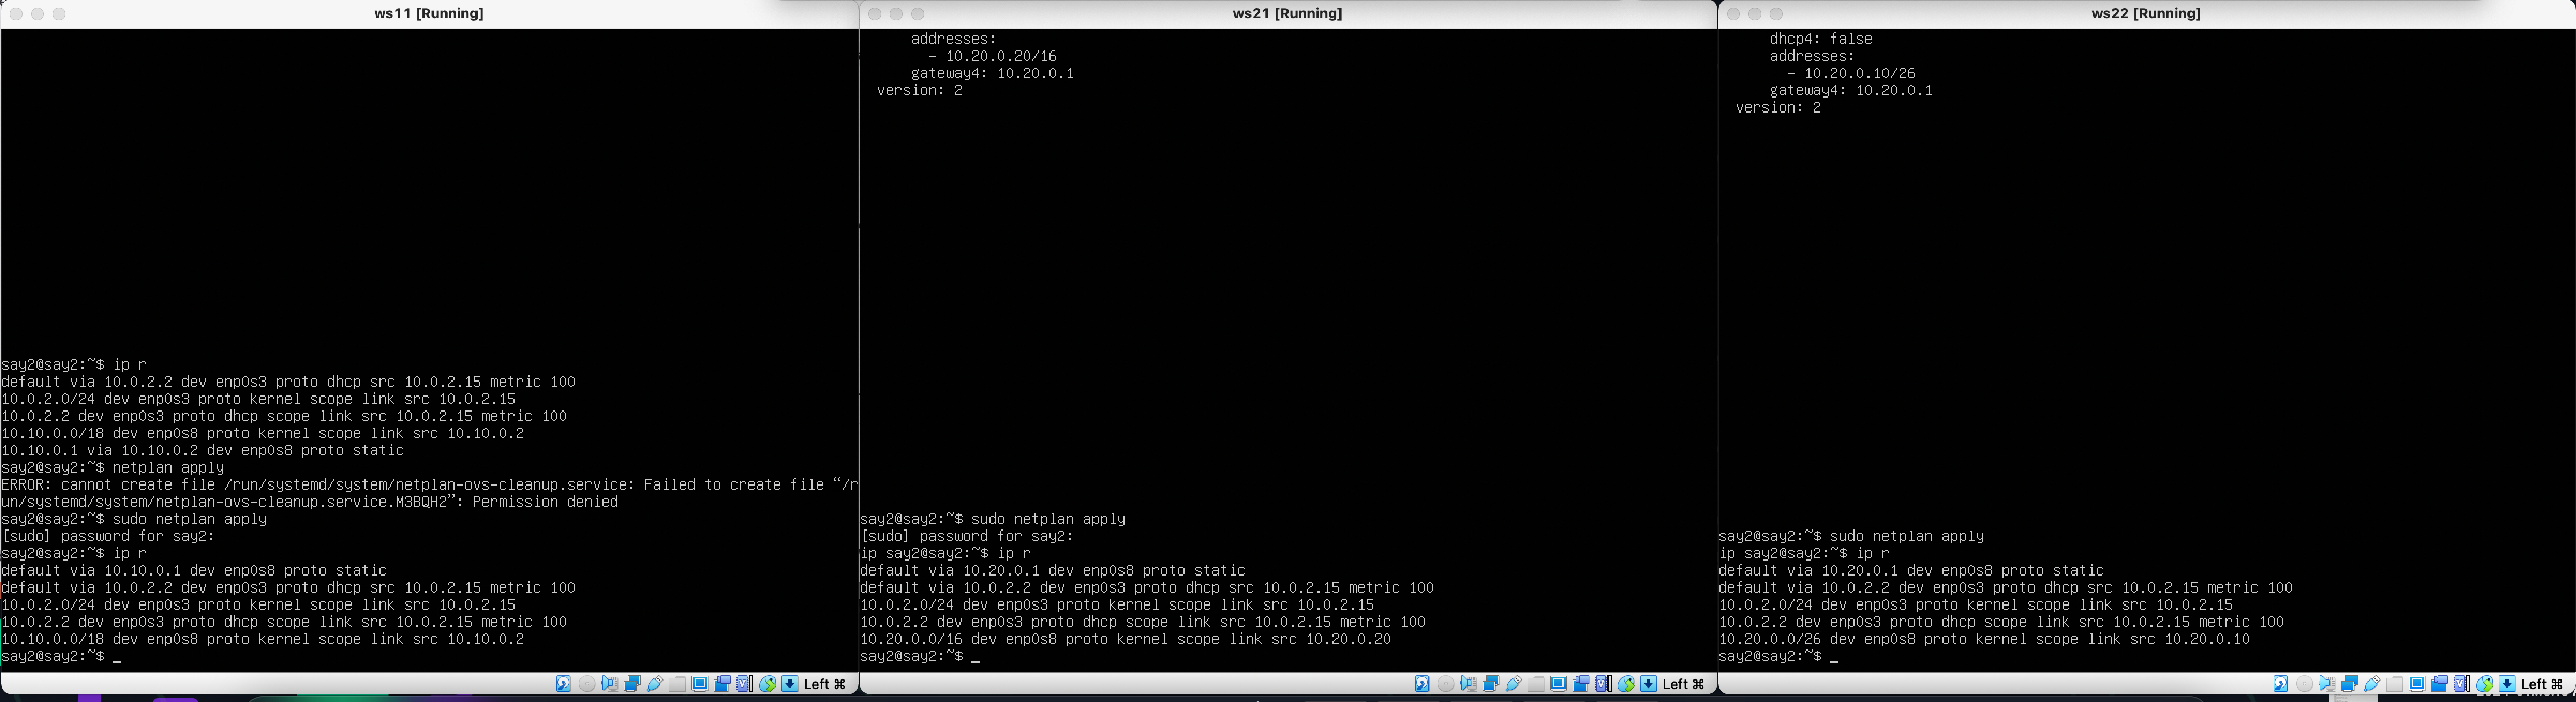 ws11 [Running]
say2@say2:~$ ip r
default via 10.0.2.2 dev enp0s3 proto dhcp src 10.0.2.15 metric 100
10.0.2.0/24 dev enp0s3 proto kernel scope link src 10.0.2.15
10.0.2.2 dev enp0s3 proto dhcp scope link src 10.0.2.15 metric 100
10.10.0.0/18 dev enp0s8 proto kernel scope link src 10.10.0.2
10.10.0.1 via 10.10.0.2 dev enp0s8 proto static
say2@say2:~$ netplan apply
ERROR: cannot create file /run/systemd/system/netplan-ovs-cleanup.service: Failed to create file “/r
un/systemd/system/netplan-ovs-cleanup.service.M3BQH2”: Permission denied
say2@say2:~$ sudo netplan apply
[sudo] password for say2:
say2@say2:~$ ip r
default via 10.10.0.1 dev enp0s8 proto static
default via 10.0.2.2 dev enp0s3 proto dhcp src 10.0.2.15 metric 100
10.0.2.0/24 dev enp0s3 proto kernel scope link src 10.0.2.15
10.0.2.2 dev enp0s3 proto dhcp scope link src 10.0.2.15 metric 100
10.10.0.0/18 dev enp0s8 proto kernel scope link src 10.10.0.2
say2@say2:~$ _
Left ⌘
ws21 [Running]
addresses:
- 10.20.0.20/16
gateway4: 10.20.0.1
version: 2
say2@say2:~$ sudo netplan apply
[sudo] password for say2:
ip say2@say2:~$ ip r
default via 10.20.0.1 dev enp0s8 proto static
default via 10.0.2.2 dev enp0s3 proto dhcp src 10.0.2.15 metric 100
10.0.2.0/24 dev enp0s3 proto kernel scope link src 10.0.2.15
10.0.2.2 dev enp0s3 proto dhcp scope link src 10.0.2.15 metric 100
10.20.0.0/16 dev enp0s8 proto kernel scope link src 10.20.0.20
say2@say2:~$ _
Left ⌘
ws22 [Running]
dhcp4: false
addresses:
- 10.20.0.10/26
gateway4: 10.20.0.1
version: 2
say2@say2:~$ sudo netplan apply
ip say2@say2:~$ ip r
default via 10.20.0.1 dev enp0s8 proto static
default via 10.0.2.2 dev enp0s3 proto dhcp src 10.0.2.15 metric 100
10.0.2.0/24 dev enp0s3 proto kernel scope link src 10.0.2.15
10.0.2.2 dev enp0s3 proto dhcp scope link src 10.0.2.15 metric 100
10.20.0.0/26 dev enp0s8 proto kernel scope link src 10.20.0.10
say2@say2:~$ _
Left ⌘